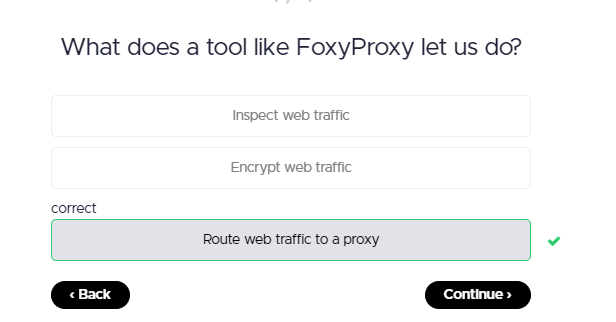 What does a tool like FoxyProxy let us do?
Inspect web traffic
Encrypt web traffic
correct
Route web traffic to a proxy
‹ Back
Continue ›